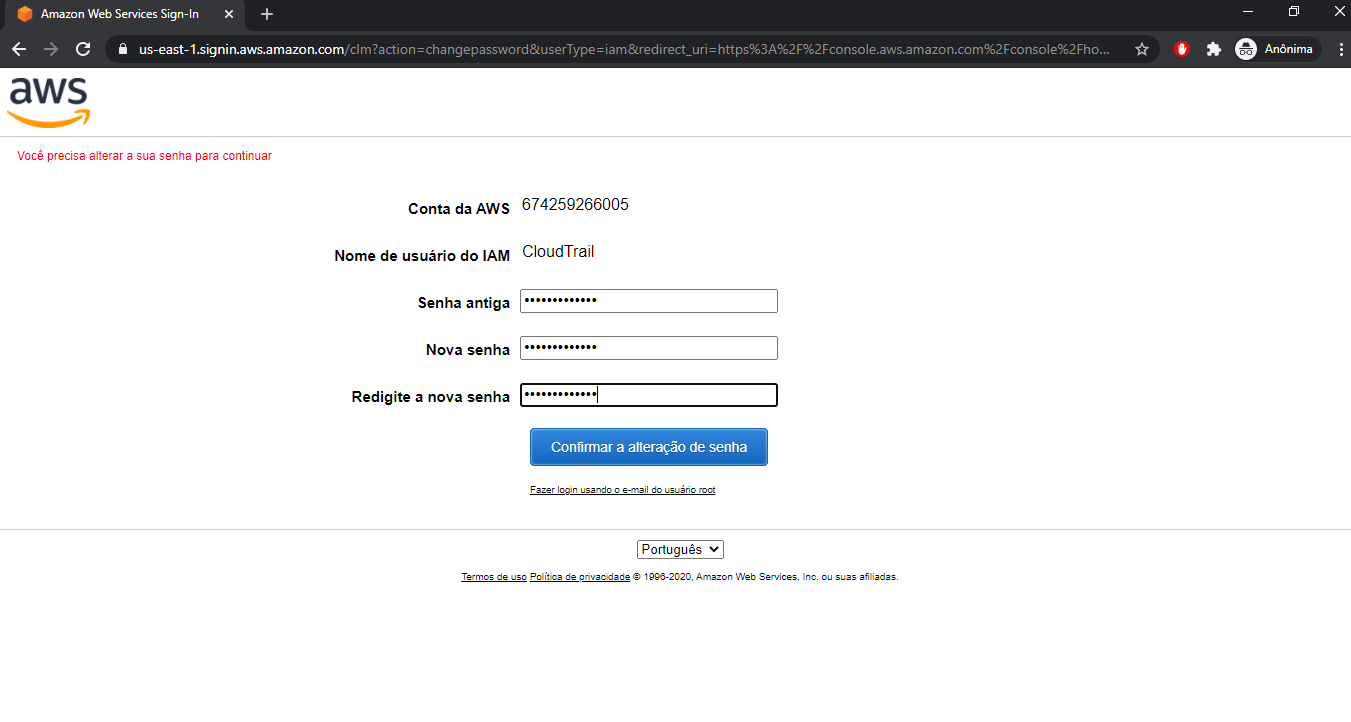 Amazon Web Services Sign-In
us-east-1.signin.aws.amazon.com/clm?action=changepassword&userType=iam&redirect_uri=https%3A%2F%2Fconsole.aws.amazon.com%2Fconsole%2Fho...
Anônima
aws
Você precisa alterar a sua senha para continuar
Conta da AWS 674259266005
Nome de usuário do IAM CloudTrail
Senha antiga •••••••••••••
Nova senha •••••••••••••
Redigite a nova senha •••••••••••••
Confirmar a alteração de senha
Fazer login usando o e-mail do usuário root
Português
Termos de uso Política de privacidade © 1996-2020, Amazon Web Services, Inc. ou suas afiliadas.